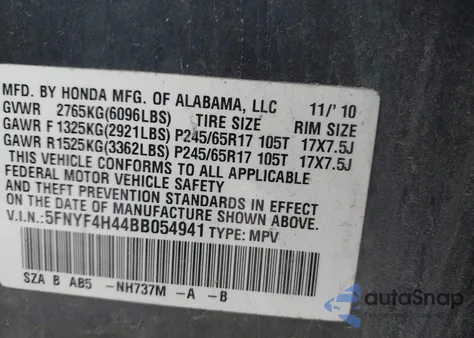 MFD. BY HONDA MFG. OF ALABAMA, LLC 11/'10
GVWR 2765KG(6096LBS) TIRE SIZE RIM SIZE
GAWR F 1325KG(2921LBS) P245/65R17 105T 17X7.5J
GAWR R1525KG(3362LBS) P245/65R17 105T 17X7.5J
THIS VEHICLE CONFORMS TO ALL APPLICABLE
FEDERAL MOTOR VEHICLE SAFETY
AND THEFT PREVENTION STANDARDS IN EFFECT
ON THE DATE OF MANUFACTURE SHOWN ABOVE.
V.I.N.:5FNYF4H44BB054941 TYPE: MPV
SZA B AB5 -NH737M -A -B
autoSnap